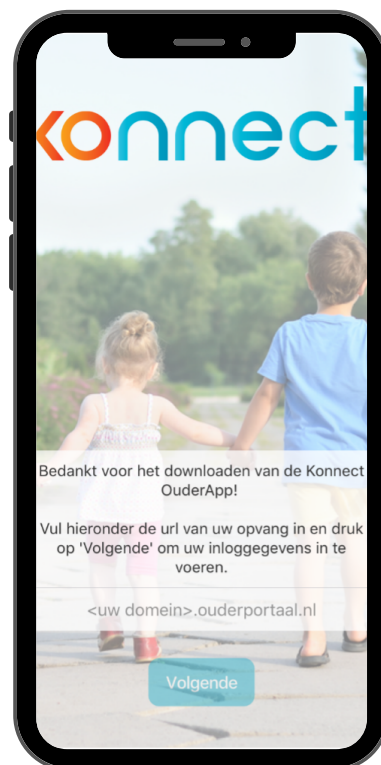 konnect
Bedankt voor het downloaden van de Konnect
OuderApp!
Vul hieronder de url van uw opvang in en druk
op 'Volgende' om uw inloggegevens in te
voeren.
<uw domein>.ouderportaal.nl
Volgende